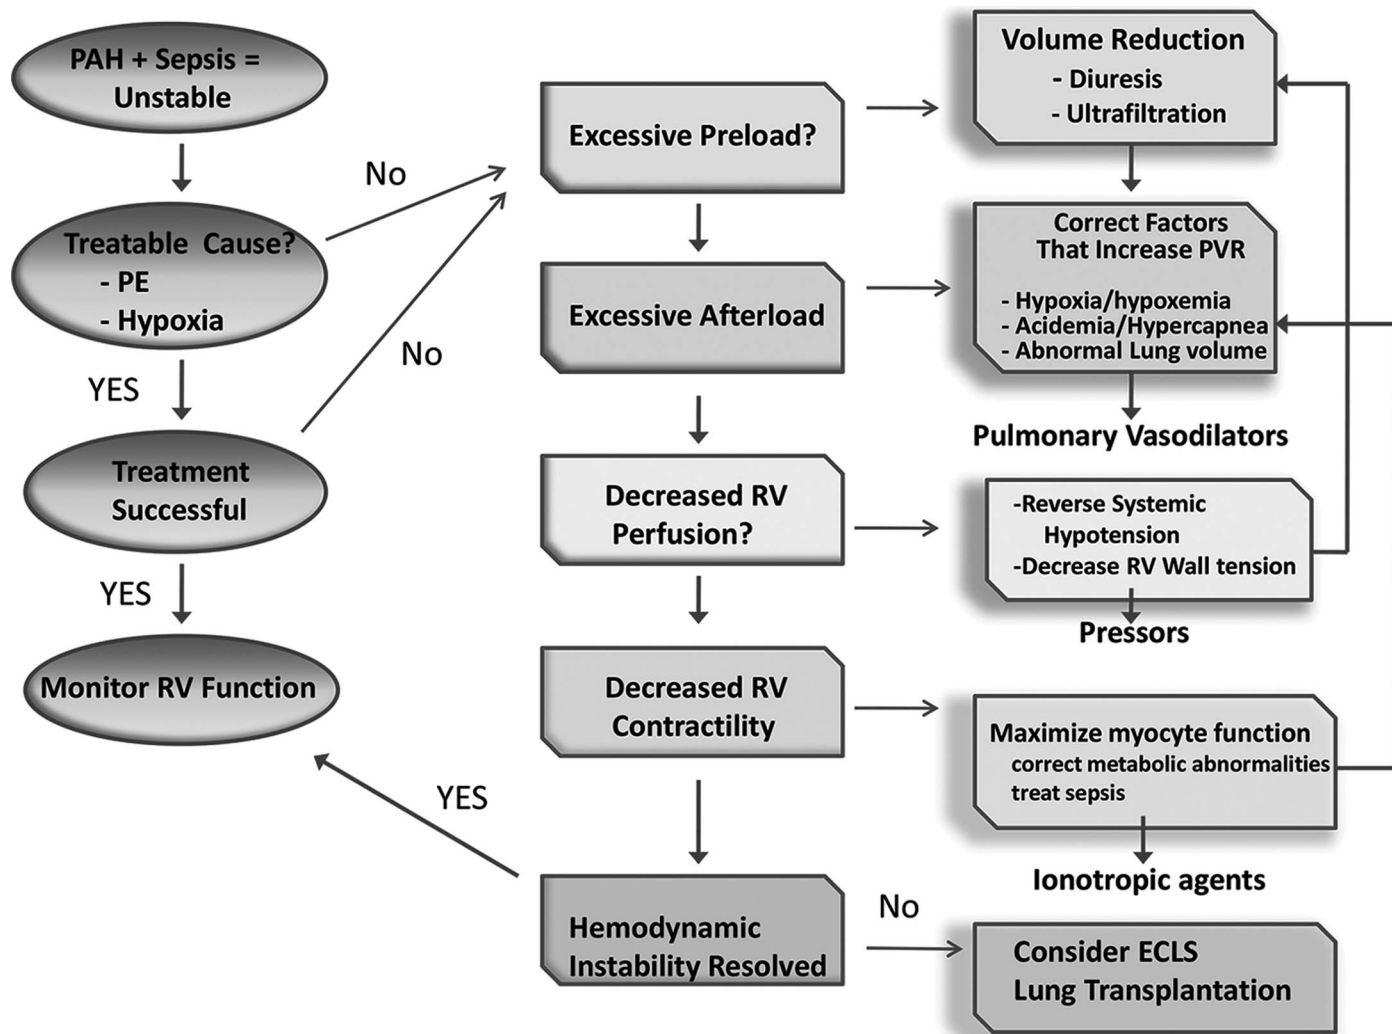 PAH + Sepsis =
Unstable
Treatable Cause?
- PE
- Hypoxia
No
YES
No
Treatment
Successful
YES
Monitor RV Function
Excessive Preload?
Excessive Afterload
Decreased RV
Perfusion?
Decreased RV
Contractility
YES
Hemodynamic
Instability Resolved
No
Volume Reduction
- Diuresis
- Ultrafiltration
Correct Factors
That Increase PVR
- Hypoxia/hypoxemia
- Acidemia/Hypercapnea
- Abnormal Lung volume
Pulmonary Vasodilators
-Reverse Systemic
Hypotension
-Decrease RV Wall tension
Pressors
Maximize myocyte function
correct metabolic abnormalities
treat sepsis
Ionotropic agents
Consider ECLS
Lung Transplantation